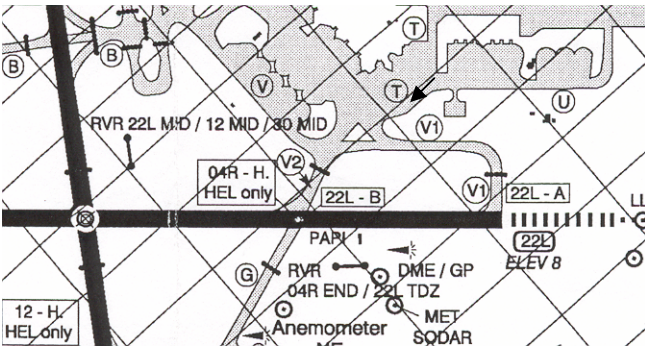 T
B
B
V
T
U
RVR 22L MID / 12 MID / 30 MID
V1
04R - H.
HEL only
V2
22L - B
V1
22L - A
PAPI 1
22L
ELEV 8
G
RVR
DME / GP
04R END / 22L TDZ
12 - H.
HEL only
MET
SODAR
Anemometer